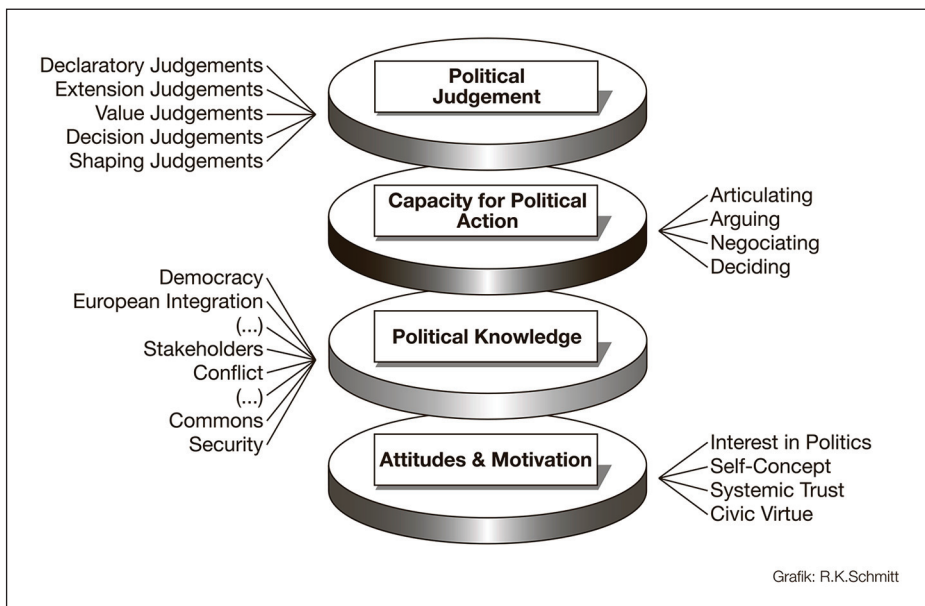 Declaratory Judgements
Extension Judgements
Value Judgements
Decision Judgements
Shaping Judgements
Political
Judgement
Capacity for Political
Action
Articulating
Arguing
Negociating
Deciding
Democracy
European Integration
(...)
Stakeholders
Conflict
(...)
Commons
Security
Political Knowledge
Attitudes & Motivation
Interest in Politics
Self-Concept
Systemic Trust
Civic Virtue
Grafik: R.K.Schmitt